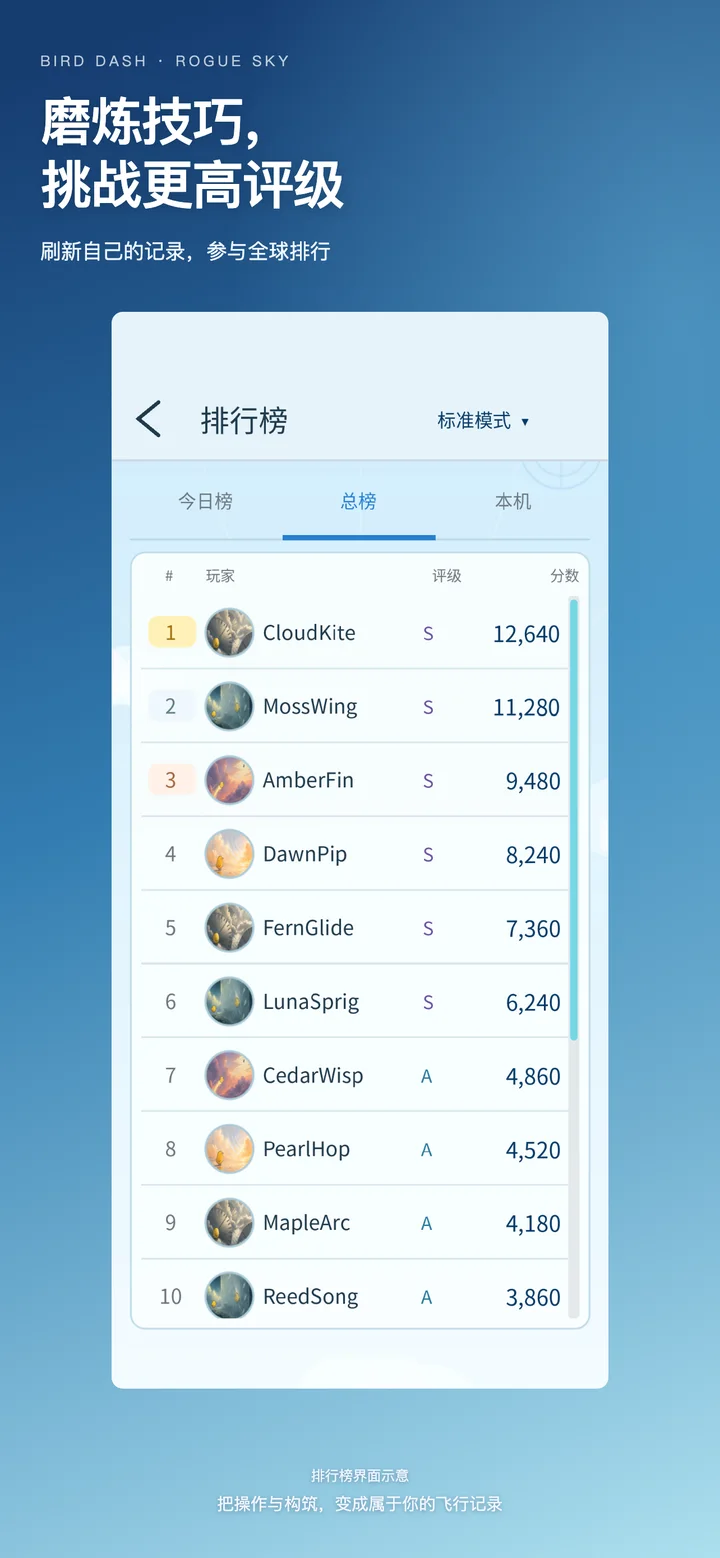 BIRD DASH · ROGUE SKY
磨炼技巧,
挑战更高评级
刷新自己的记录，参与全球排行
排行榜
标准模式 ▼
今日榜 总榜 本机
# 玩家 评级 分数
1 CloudKite S 12,640
2 MossWing S 11,280
3 AmberFin S 9,480
4 DawnPip S 8,240
5 FernGlide S 7,360
6 LunaSprig S 6,240
7 CedarWisp A 4,860
8 PearlHop A 4,520
9 MapleArc A 4,180
10 ReedSong A 3,860
排行榜界面示意
把操作与构筑，变成属于你的飞行记录